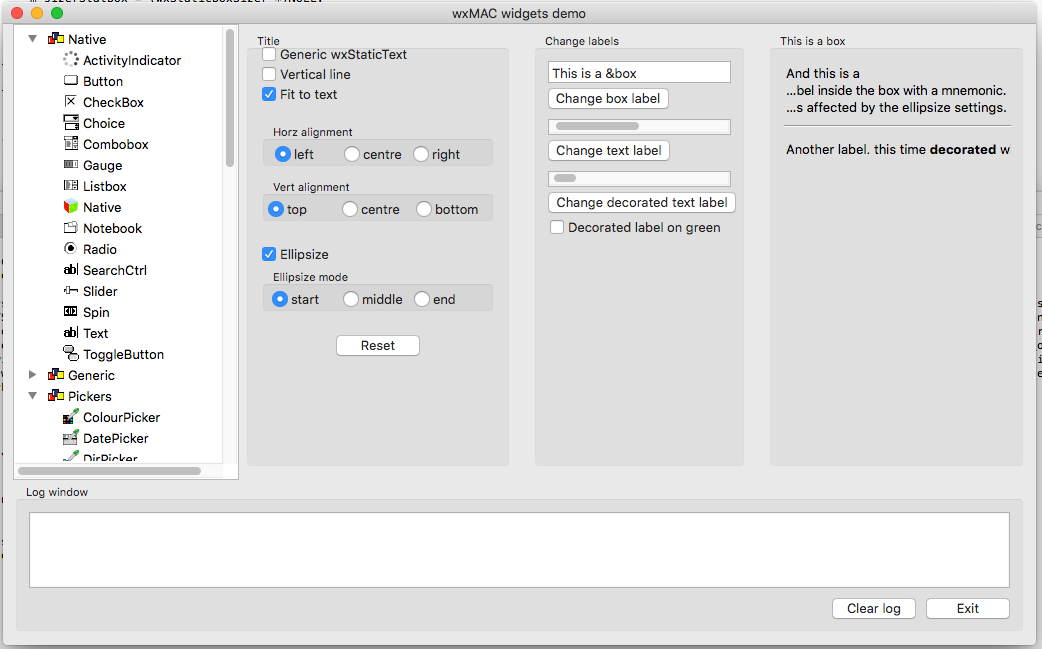 wxMAC widgets demo
Native
ActivityIndicator
Button
CheckBox
Choice
Combobox
Gauge
Listbox
Native
Notebook
Radio
SearchCtrl
Slider
Spin
Text
ToggleButton
Generic
Pickers
ColourPicker
DatePicker
DirPicker
Title
Generic wxStaticText
Vertical line
Fit to text
Horz alignment
left centre right
Vert alignment
top centre bottom
Ellipsize
Ellipsize mode
start middle end
Reset
Change labels
This is a &box
Change box label
Change text label
Change decorated text label
Decorated label on green
This is a box
And this is a
...bel inside the box with a mnemonic.
...s affected by the ellipsize settings.
Another label. this time decorated w
Log window
Clear log Exit